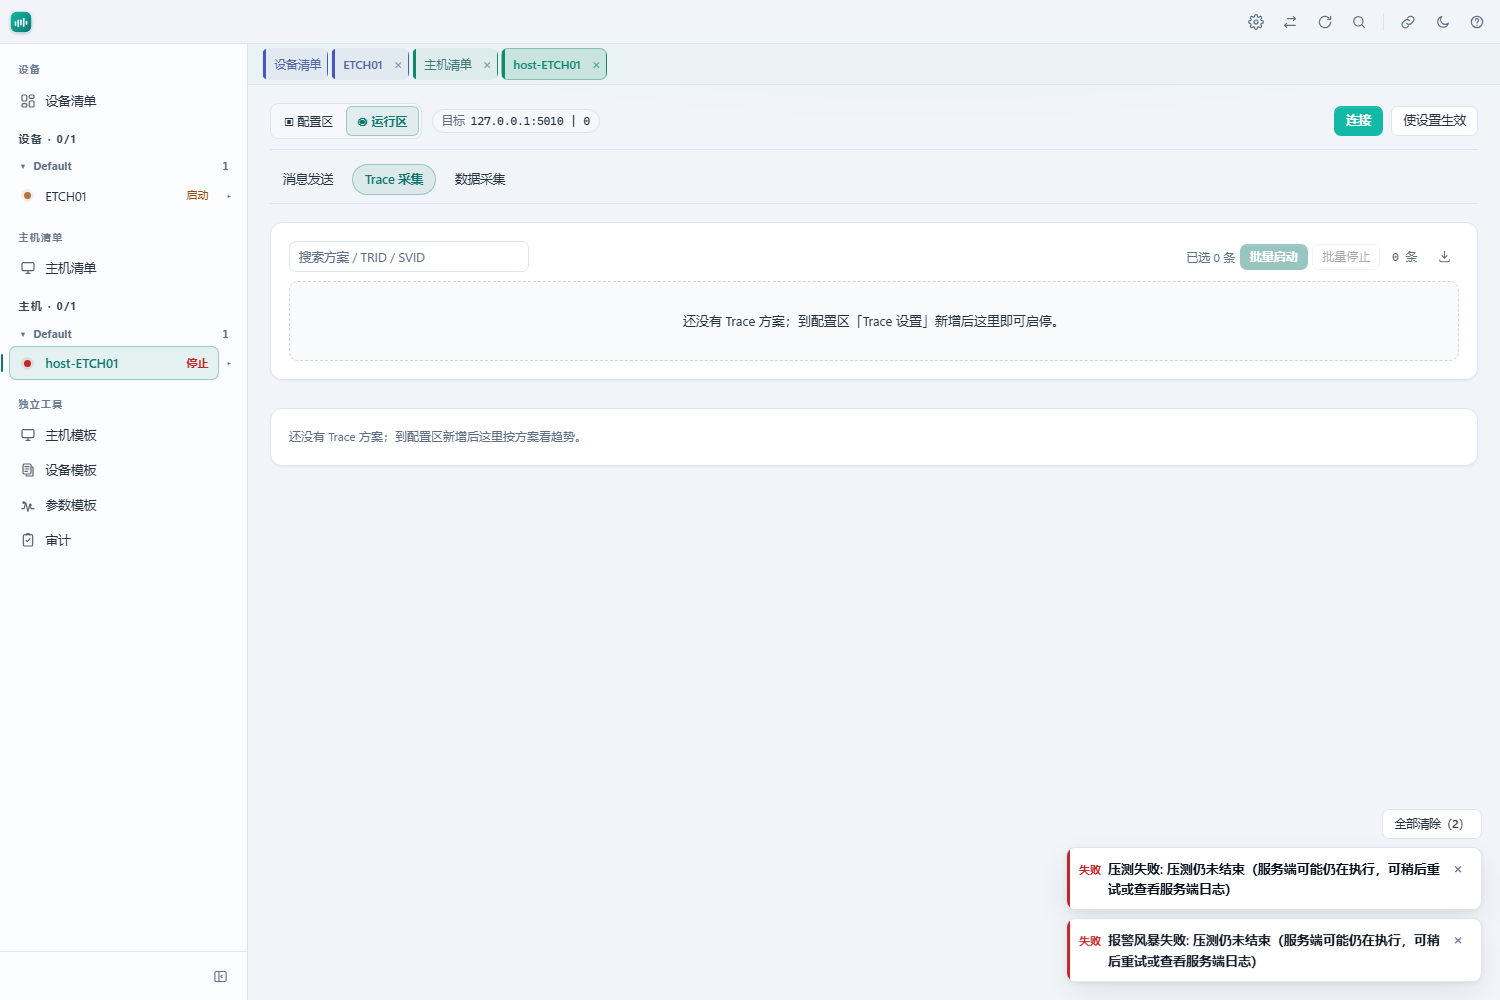 设备
设备清单
设备 · 0/1
Default 1
ETCH01 启动
主机清单
主机清单
主机 · 0/1
Default 1
host-ETCH01 停止
独立工具
主机模板
设备模板
参数模板
审计
设备清单 ETCH01 × 主机清单 × host-ETCH01 ×
配置区 运行区 目标 127.0.0.1:5010 | 0 连接 使设置生效
消息发送 Trace 采集 数据采集
搜索方案 / TRID / SVID 已选 0 条 批量启动 批量停止 0 条
还没有 Trace 方案；到配置区「Trace 设置」新增后这里即可启停。
还没有 Trace 方案；到配置区新增后这里按方案看趋势。
全部清除（2）
失败 压测失败: 压测仍未结束（服务端可能仍在执行，可稍后重
试或查看服务端日志） ×
失败 报警风暴失败: 压测仍未结束（服务端可能仍在执行，可稍
后重试或查看服务端日志） ×